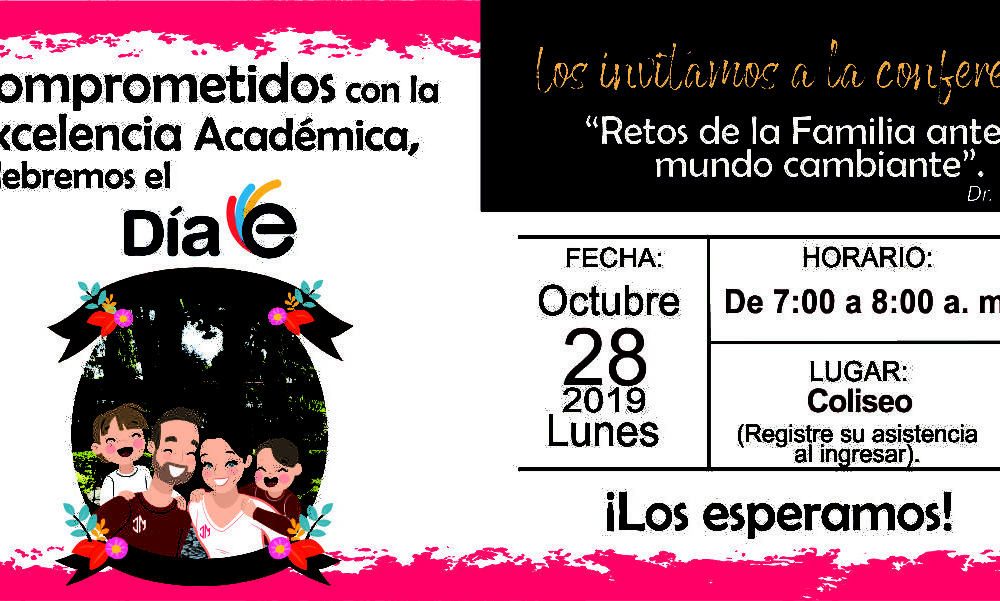 omprometidos con la
xcelencia Académica,
lebremos el
Día e
Los invitamos a la confere
“Retos de la Familia ante
mundo cambiante”.
Dr.
FECHA:
Octubre
28
2019
Lunes
HORARIO:
De 7:00 a 8:00 a. m
LUGAR:
Coliseo
(Registre su asistencia
al ingresar).
¡Los esperamos!
JM
JM